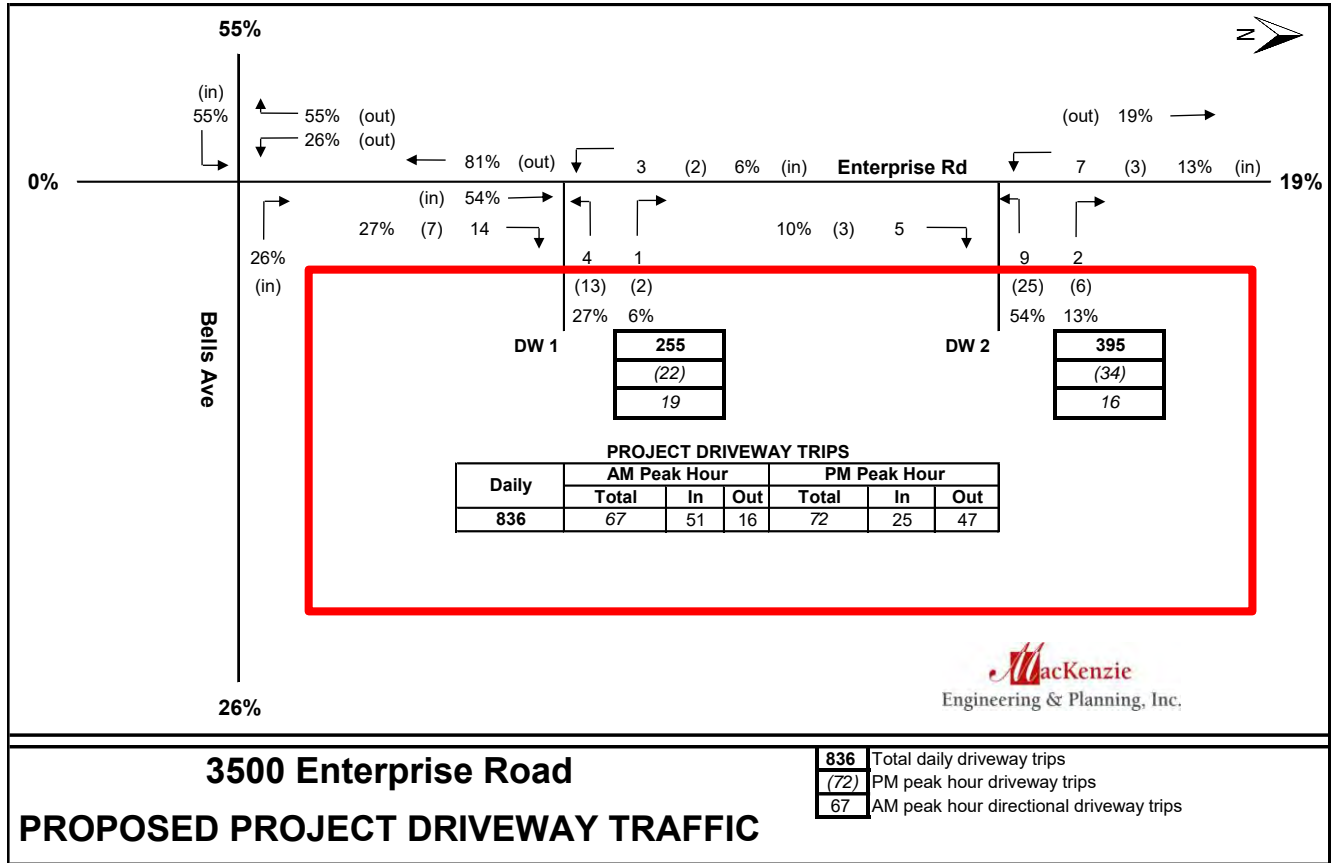 55%
N
(in)
55%
55% (out)
26% (out)
(out) 19%
81% (out)
3 (2) 6% (in)
Enterprise Rd
7 (3) 13% (in)
0%
19%
(in) 54%
27% (7) 14
10% (3) 5
26%
(in)
4 1
(13) (2)
27% 6%
9 2
(25) (6)
54% 13%
Bells Ave
DW 1
255
(22)
19
DW 2
395
(34)
16
PROJECT DRIVEWAY TRIPS
Daily AM Peak Hour PM Peak Hour
Total In Out Total In Out
836 67 51 16 72 25 47
26%
MacKenzie
Engineering & Planning, Inc.
3500 Enterprise Road
PROPOSED PROJECT DRIVEWAY TRAFFIC
836 Total daily driveway trips
(72) PM peak hour driveway trips
67 AM peak hour directional driveway trips